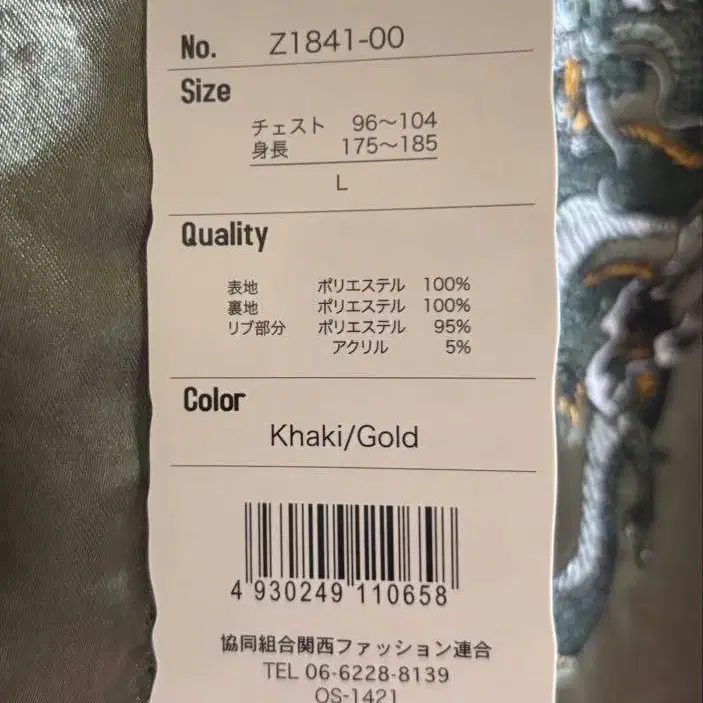 No. Z1841-00
Size
チェスト 96～104
身長 175～185
L
Quality
表地 ポリエステル 100%
裏地 ポリエステル 100%
リブ部分 ポリエステル 95%
アクリル 5%
Color
Khaki/Gold
4 930249 110658
協同組合関西ファッション連合
TEL 06-6228-8139
OS-1421